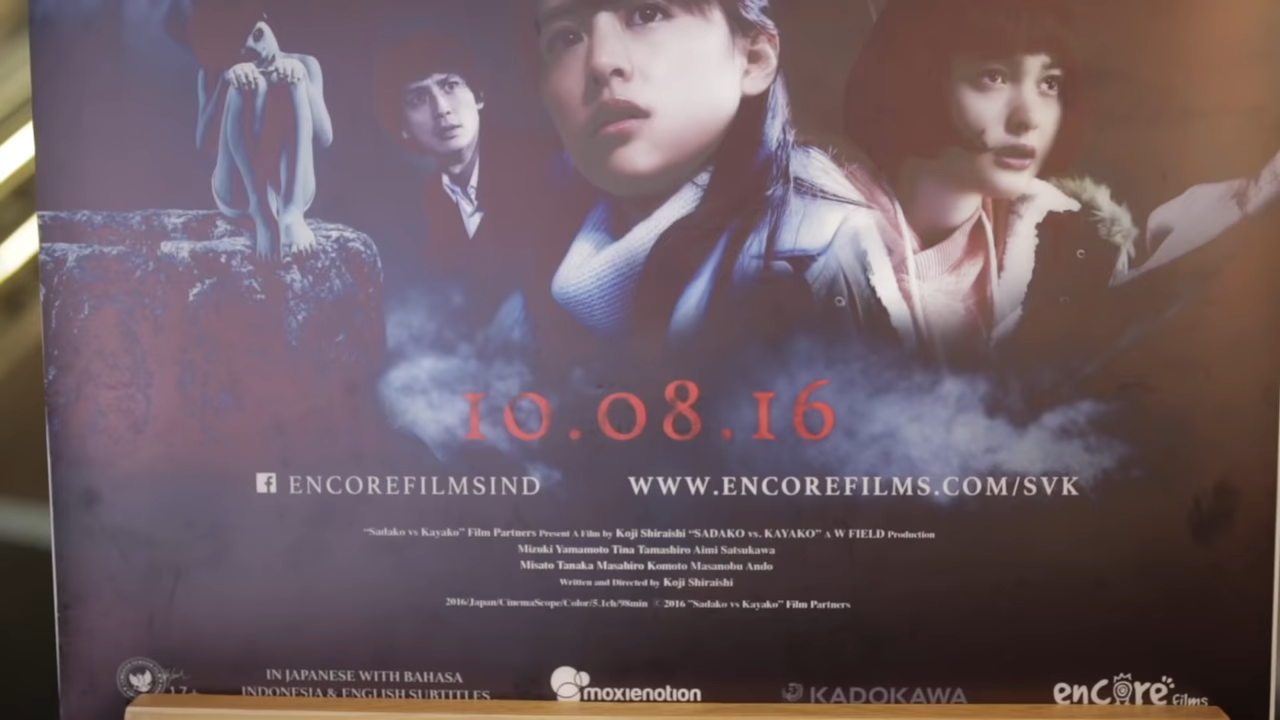 10.08.16
ENCOREFILMSIND
WWW.ENCOREFILMS.COM/SVK
"Sadako vs Kayako" Film Partners Present A Film by Koji Shiraishi "SADAKO vs. KAYAKO" A W FIELD Production
Mizuki Yamamoto Tina Tamashiro Aimi Satsukawa
Misato Tanaka Masahiro Komoto Masanobu Ando
Written and Directed by Koji Shiraishi
2016/Japan/CinemaScope/Color/5.1ch/98min ©2016 "Sadako vs Kayako" Film Partners
17+
IN JAPANESE WITH BAHASA
INDONESIA & ENGLISH SUBTITLES
moxienotion
KADOKAWA
encore films